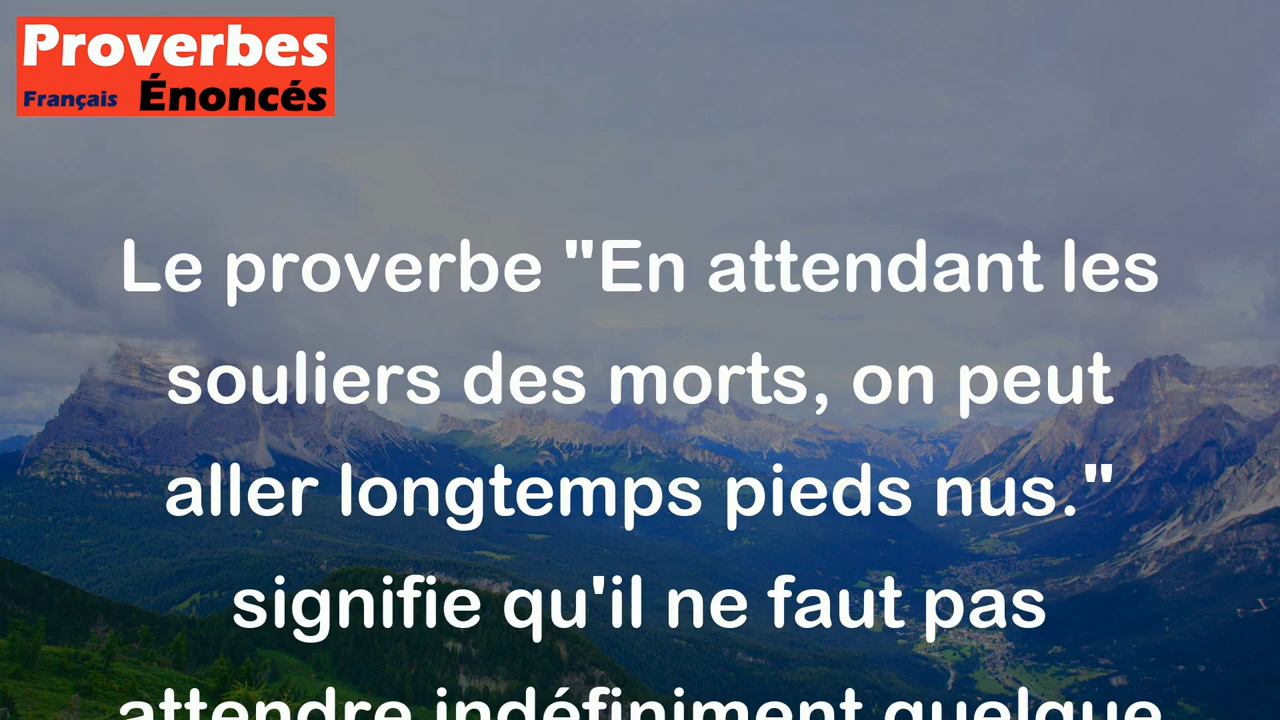 Proverbes
Français Énoncés
Le proverbe "En attendant les
souliers des morts, on peut
aller longtemps pieds nus."
signifie qu'il ne faut pas
attendre indéfiniment quelque